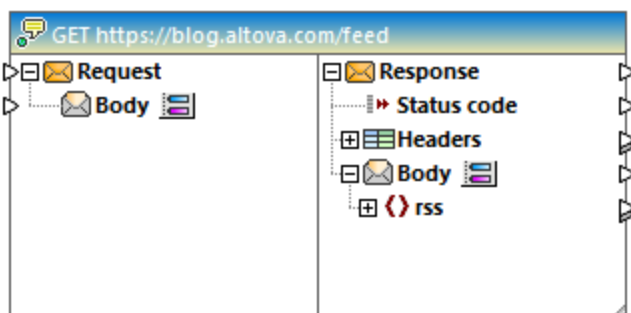 GET https://blog.altova.com/feed
Request
Body
Response
Status code
Headers
Body
rss